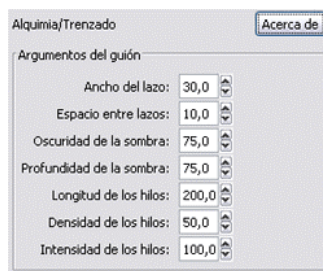 Alquimia/Trenzado Acerca de
Argumentos del guión
Ancho del lazo: 30,0
Espacio entre lazos: 10,0
Oscuridad de la sombra: 75,0
Profundidad de la sombra: 75,0
Longitud de los hilos: 200,0
Densidad de los hilos: 50,0
Intensidad de los hilos: 100,0